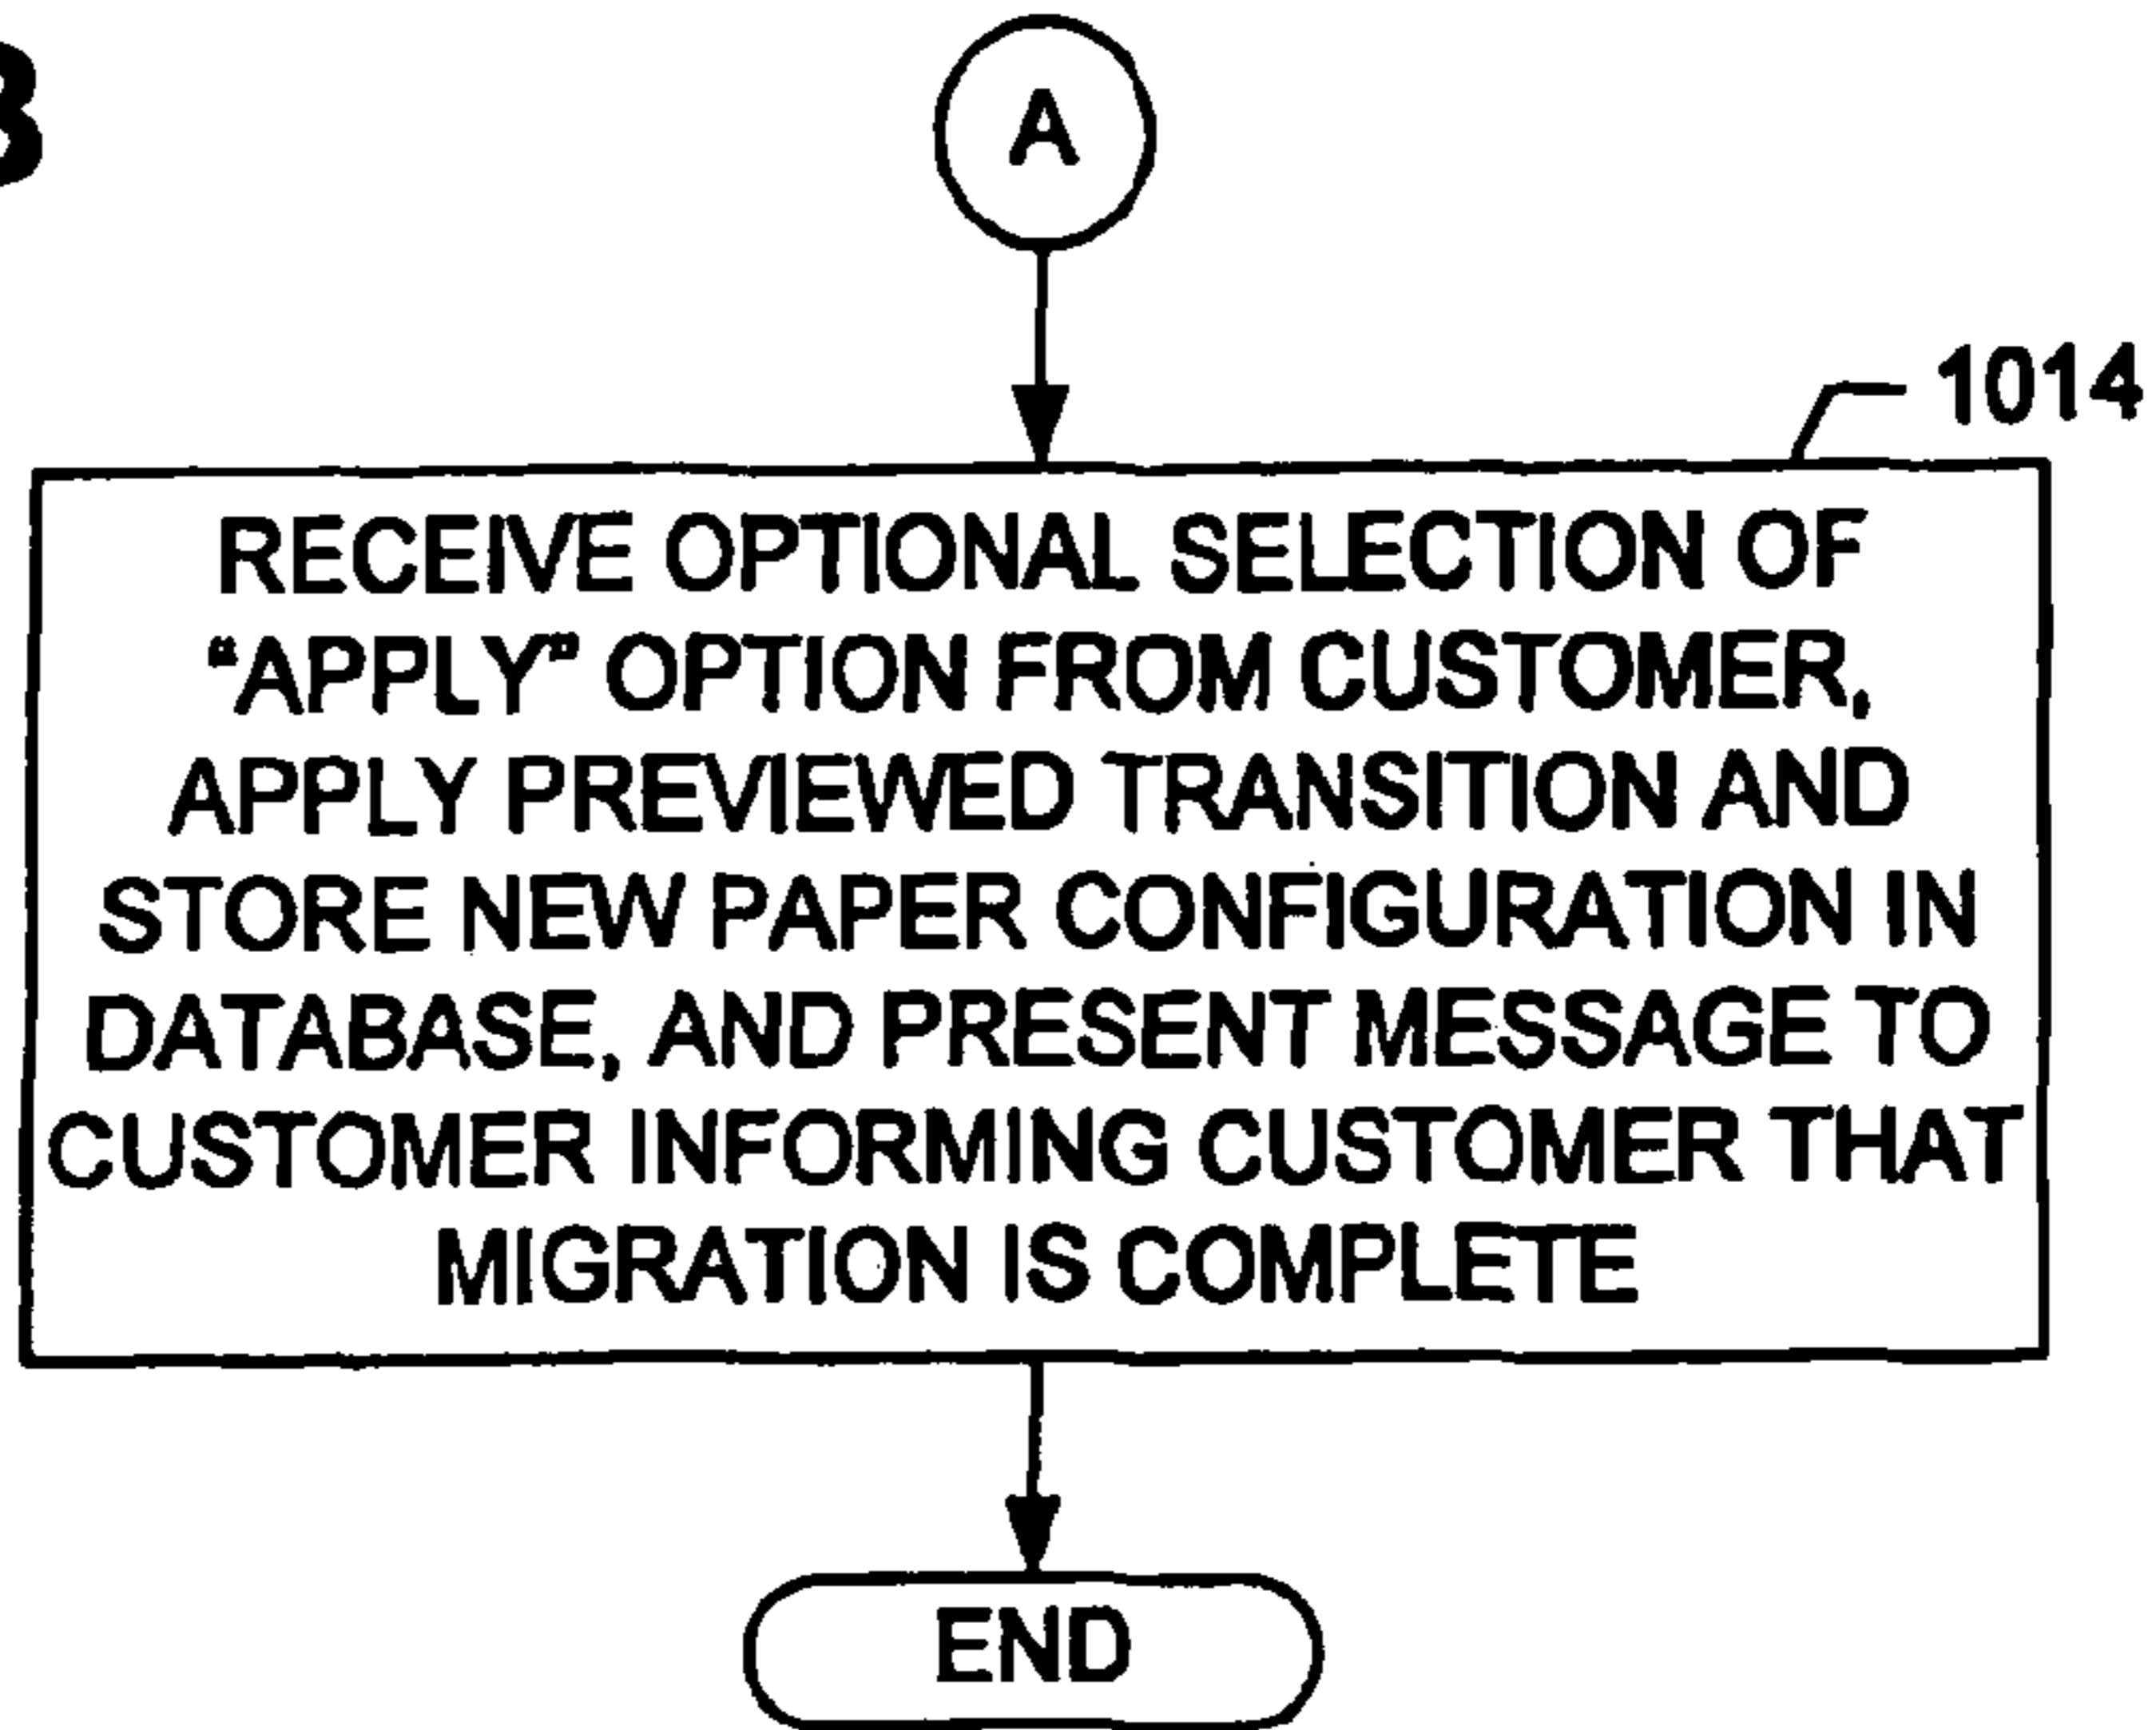 A
1014
RECEIVE OPTIONAL SELECTION OF
"APPLY" OPTION FROM CUSTOMER,
APPLY PREVIEWED TRANSITION AND
STORE NEW PAPER CONFIGURATION IN
DATABASE, AND PRESENT MESSAGE TO
CUSTOMER INFORMING CUSTOMER THAT
MIGRATION IS COMPLETE
END